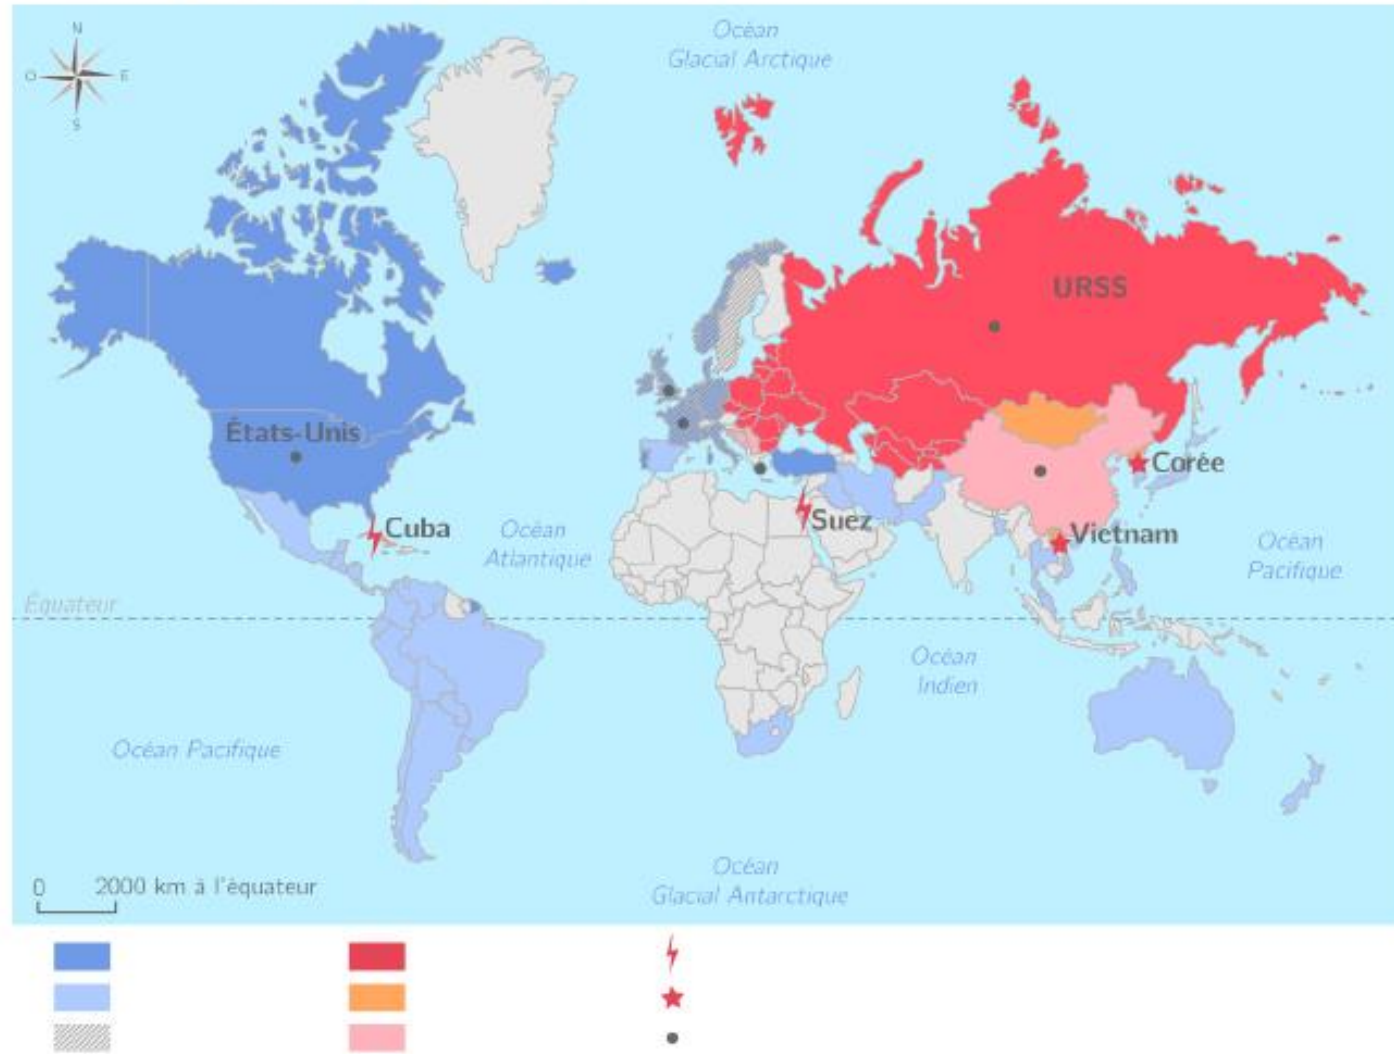 N
O E
S
Océan
Glacial Arctique
URSS
États-Unis
Corée
Cuba
Suez
Vietnam
Océan
Atlantique
Océan
Pacifique
Équateur
Océan
Indien
Océan Pacifique
Océan
Glacial Antarctique
0 2000 km à l'équateur